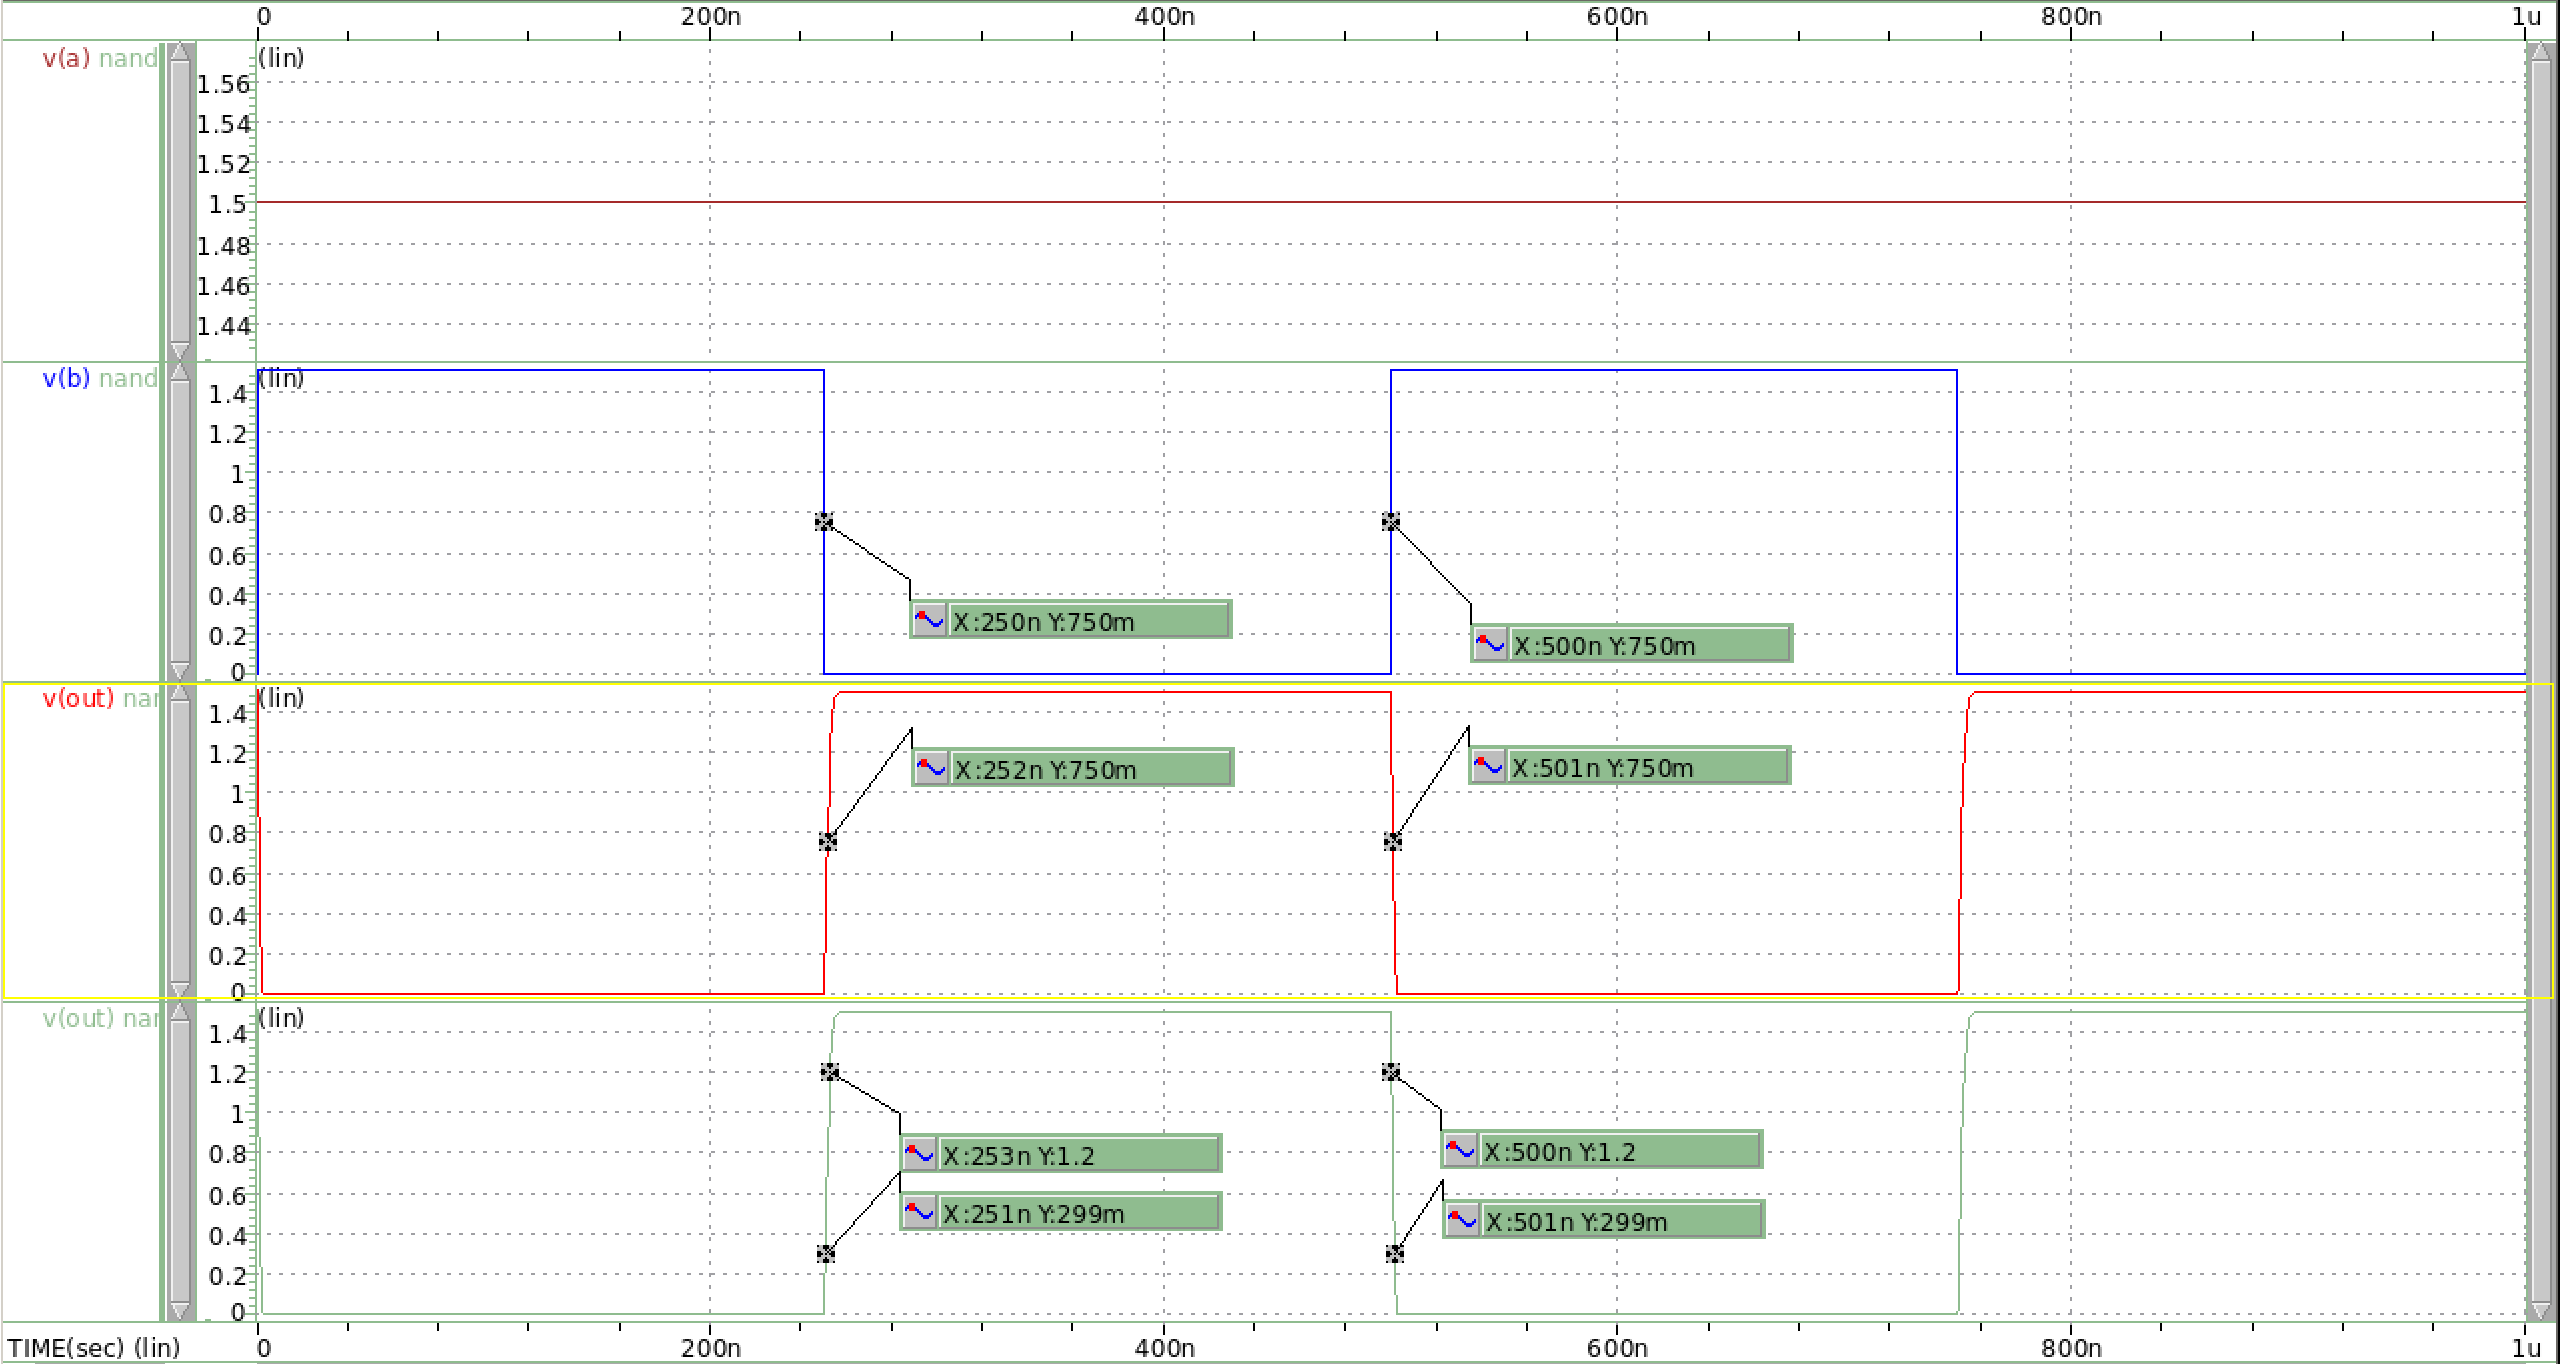 0 200n 400n 600n 800n 1u
v(a) nand (lin)
1.56
1.54
1.52
1.5
1.48
1.46
1.44
v(b) nand (lin)
1.4
1.2
1
0.8
0.6
0.4
X:250n Y:750m
0.2
X:500n Y:750m
0
v(out) nar (lin)
1.4
1.2
X:252n Y:750m X:501n Y:750m
1
0.8
0.6
0.4
0.2
0
v(out) nar (lin)
1.4
1.2
1
0.8
X:253n Y:1.2 X:500n Y:1.2
0.6
X:251n Y:299m X:501n Y:299m
0.4
0.2
0
TIME(sec) (lin) 0 200n 400n 600n 800n 1u